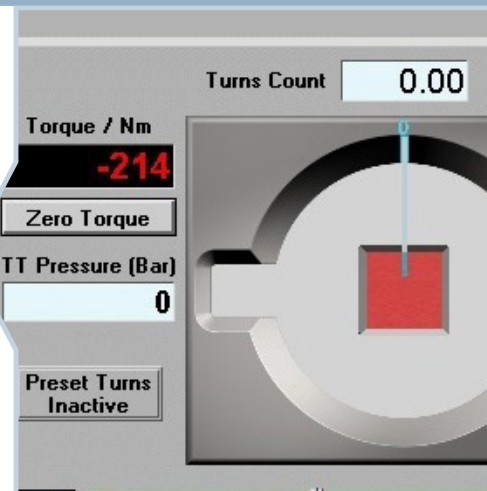 Turns Count 0.00
Torque / Nm
-214
Zero Torque
TT Pressure (Bar)
0
0
Preset Turns
Inactive